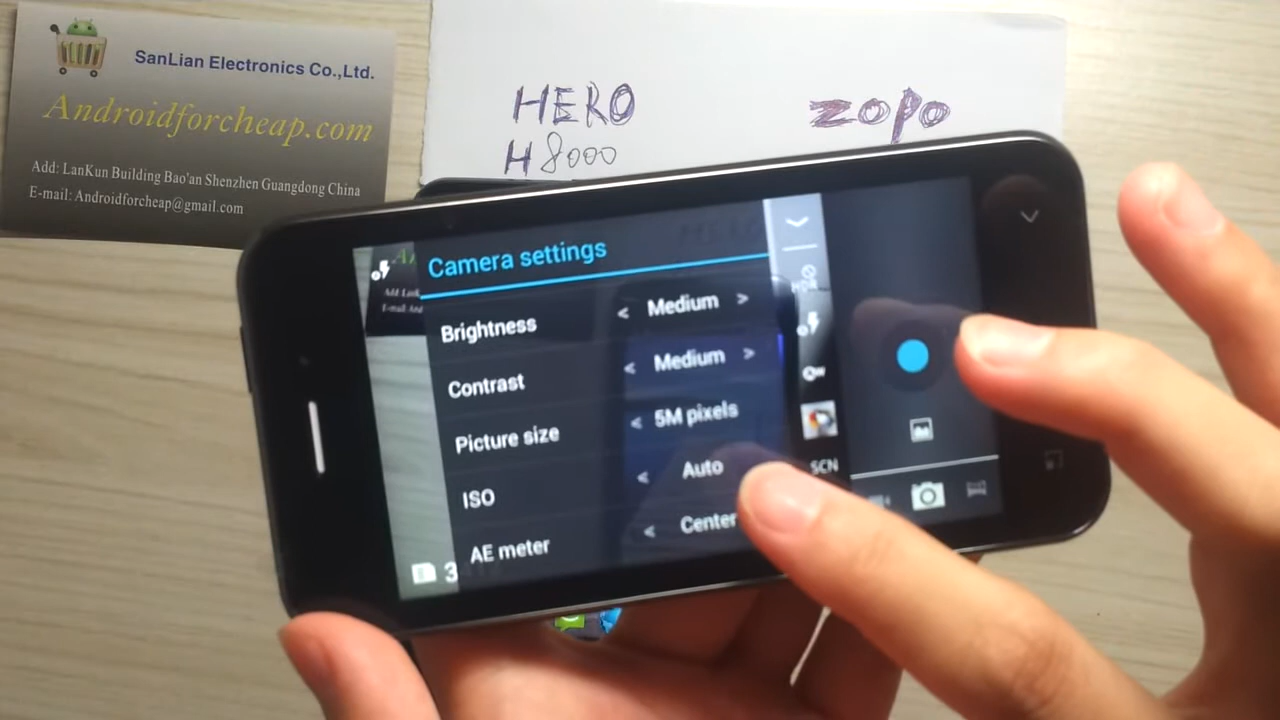 SanLian Electronics Co.,Ltd.
Androidforcheap.com
Add: LanKun Building Bao'an Shenzhen Guangdong China
E-mail: Androidforcheap@gmail.com
HERO
H8000
zopo
Camera settings
Brightness < Medium >
Contrast < Medium >
Picture size < 5M pixels
ISO < Auto
AE meter < Center
SCN
3